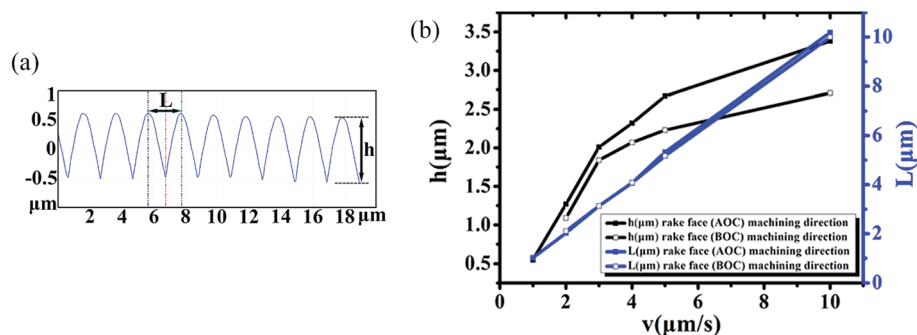 (a)
1
0.5
0
-0.5
μm
L
h
2 4 6 8 10 12 14 16 18 μm
(b)
h(μm)
3.5
3.0
2.5
2.0
1.5
1.0
0.5
L(μm)
10
8
6
4
2
0
h(μm) rake face (AOC) machining direction
h(μm) rake face (BOC) machining direction
L(μm) rake face (AOC) machining direction
L(μm) rake face (BOC) machining direction
0 2 4 6 8 10
v(μm/s)